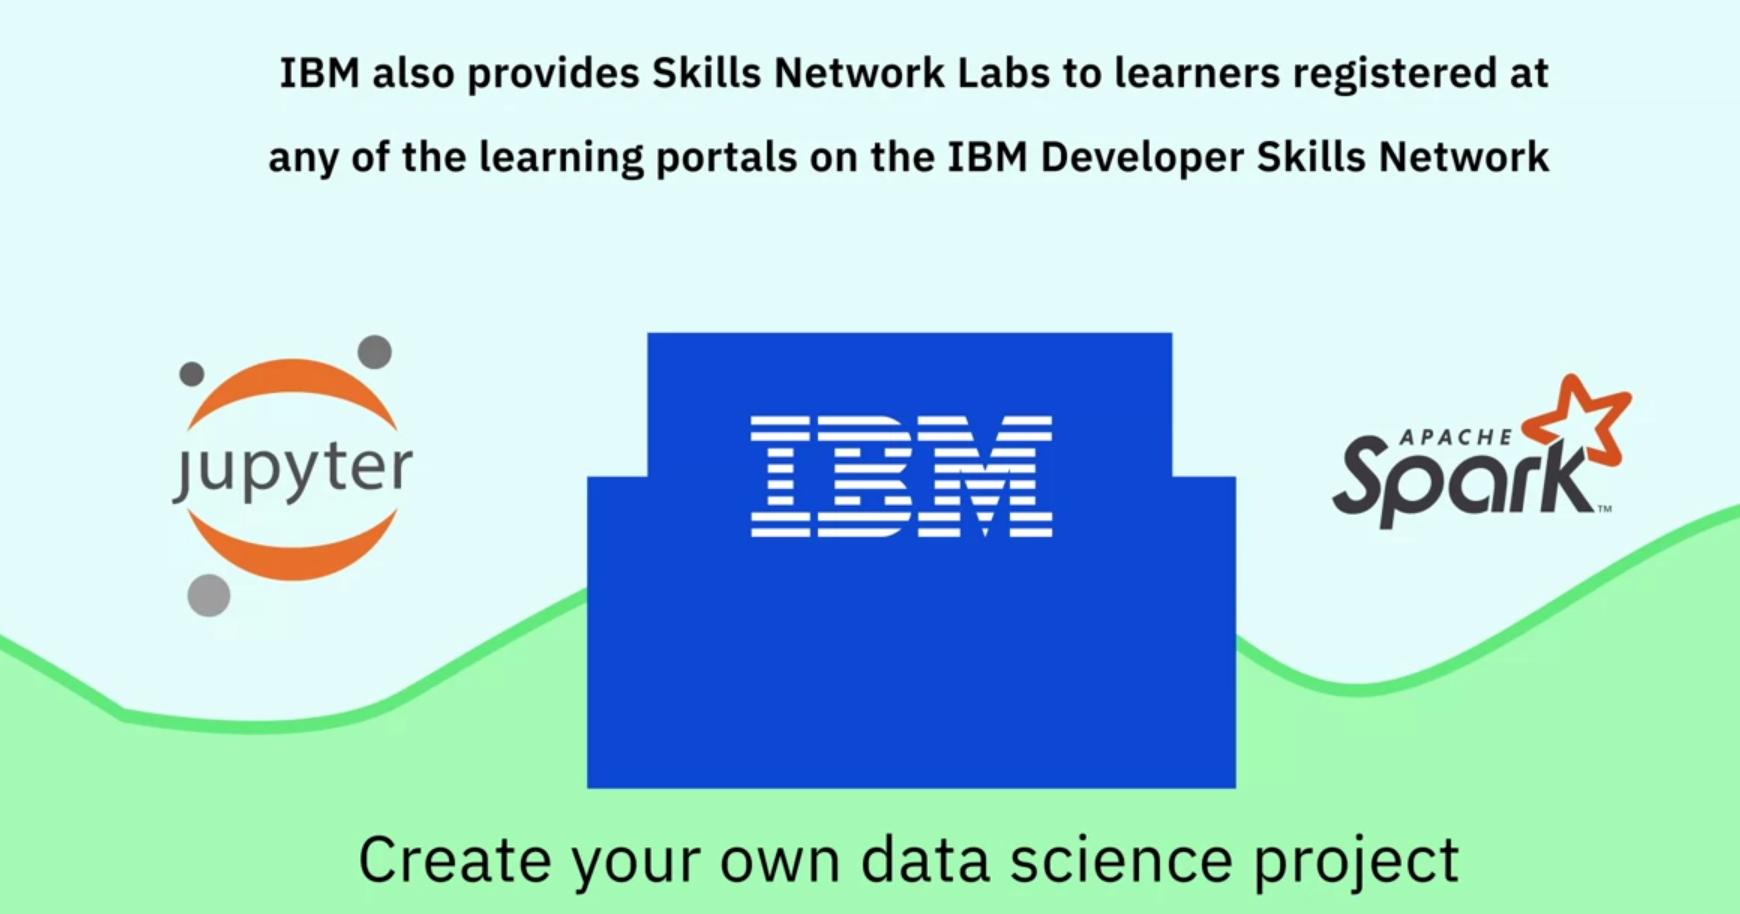 IBM also provides Skills Network Labs to learners registered at
any of the learning portals on the IBM Developer Skills Network
jupyter
IBM
APACHE
Spark™
Create your own data science project